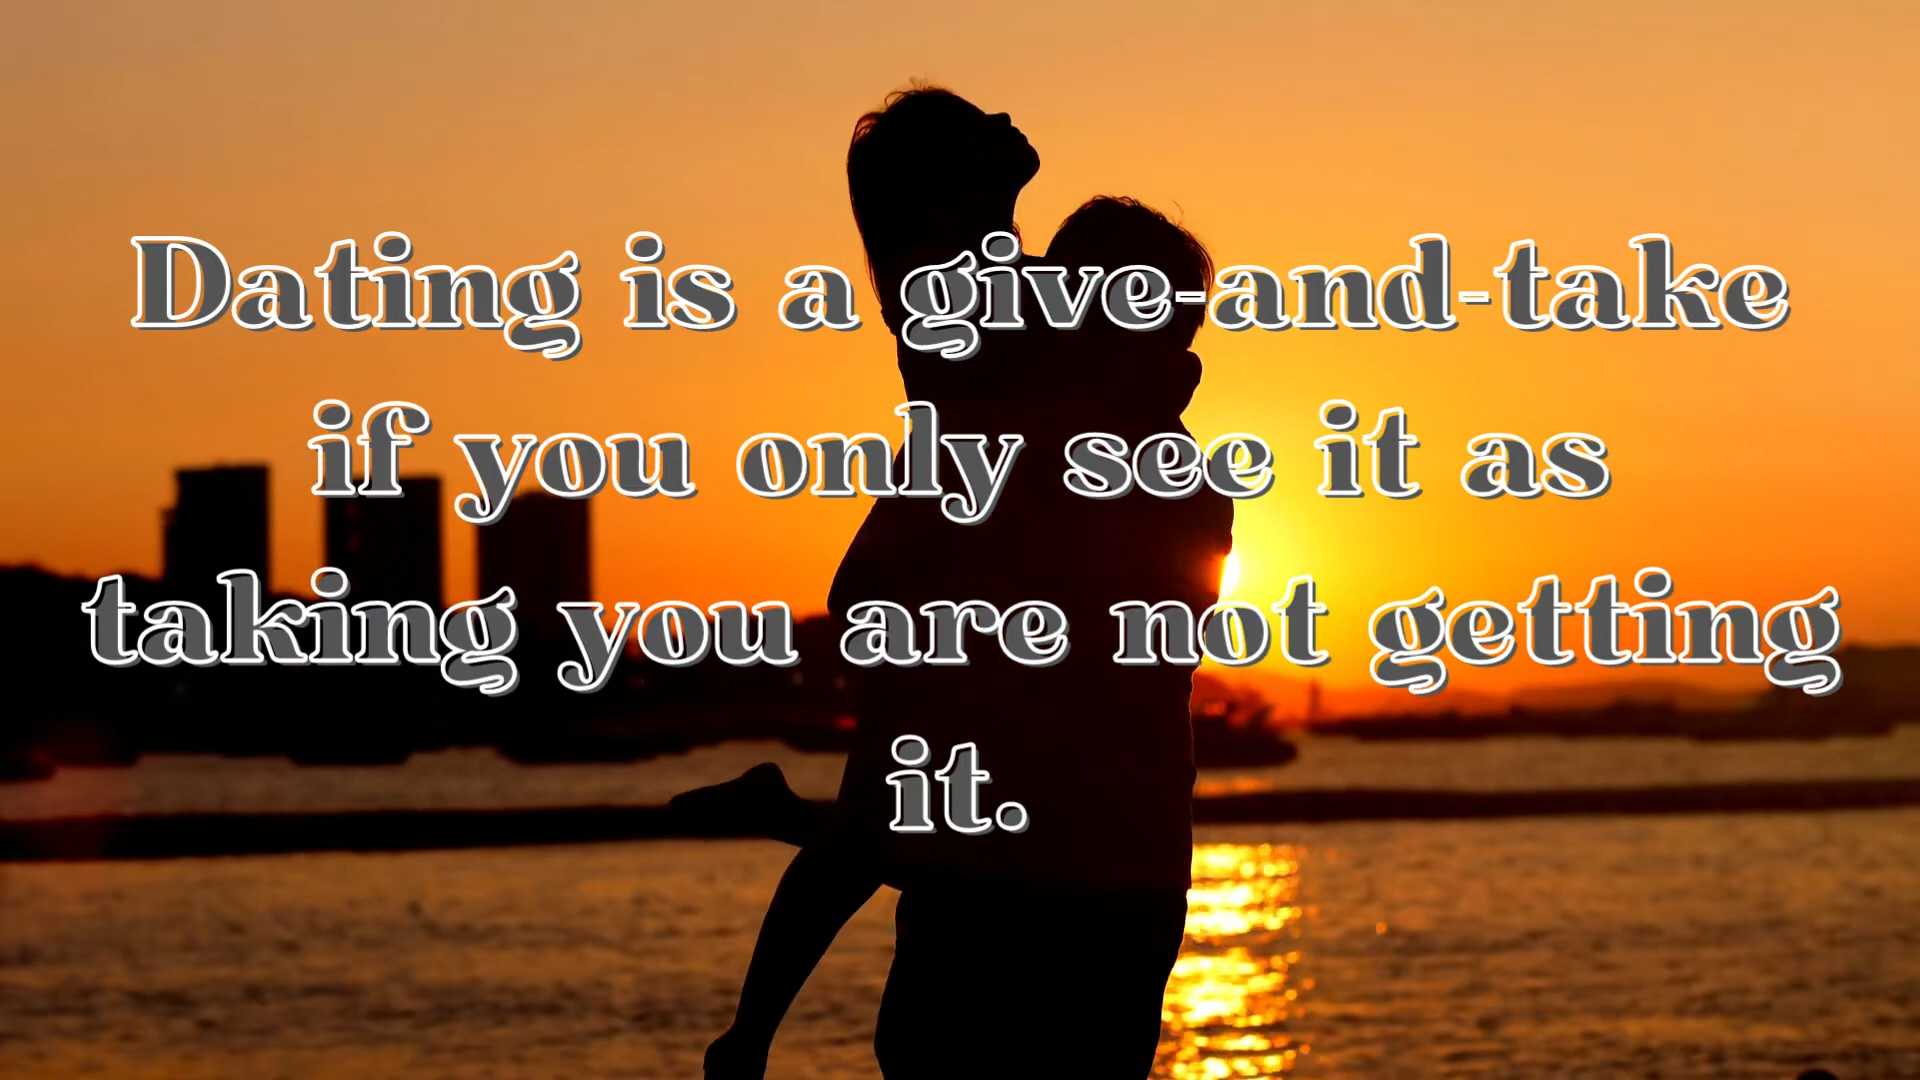 Dating is a give-and-take
if you only see it as
taking you are not getting
it.